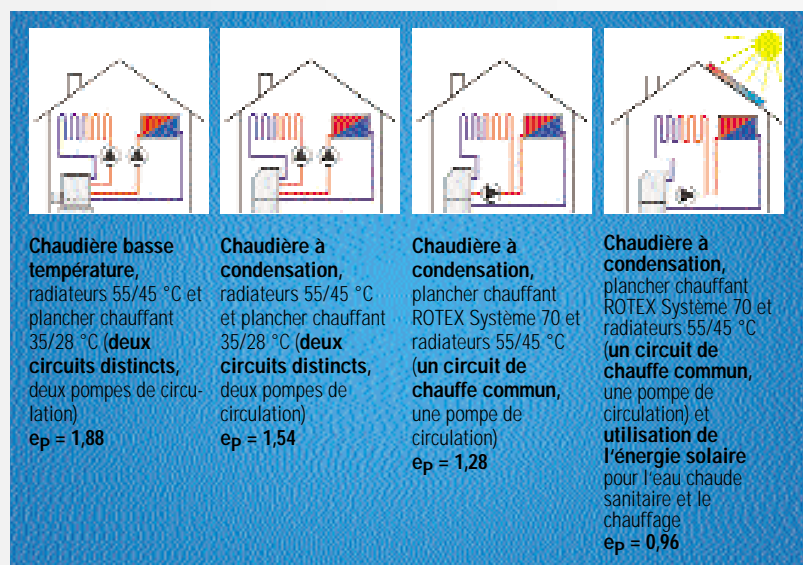 Chaudière basse
température,
radiateurs 55/45 °C et
plancher chauffant
35/28 °C (deux
circuits distincts,
deux pompes de circu-
lation)
eP = 1,88
Chaudière à
condensation,
radiateurs 55/45 °C
et plancher chauffant
35/28 °C (deux
circuits distincts,
deux pompes de
circulation)
eP = 1,54
Chaudière à
condensation,
plancher chauffant
ROTEX Système 70 et
radiateurs 55/45 °C
(un circuit de
chauffe commun,
une pompe de
circulation)
eP = 1,28
Chaudière à
condensation,
plancher chauffant
ROTEX Système 70 et
radiateurs 55/45 °C
(un circuit de
chauffe commun,
une pompe de
circulation) et
utilisation de
l'énergie solaire
pour l'eau chaude
sanitaire et le
chauffage
eP = 0,96